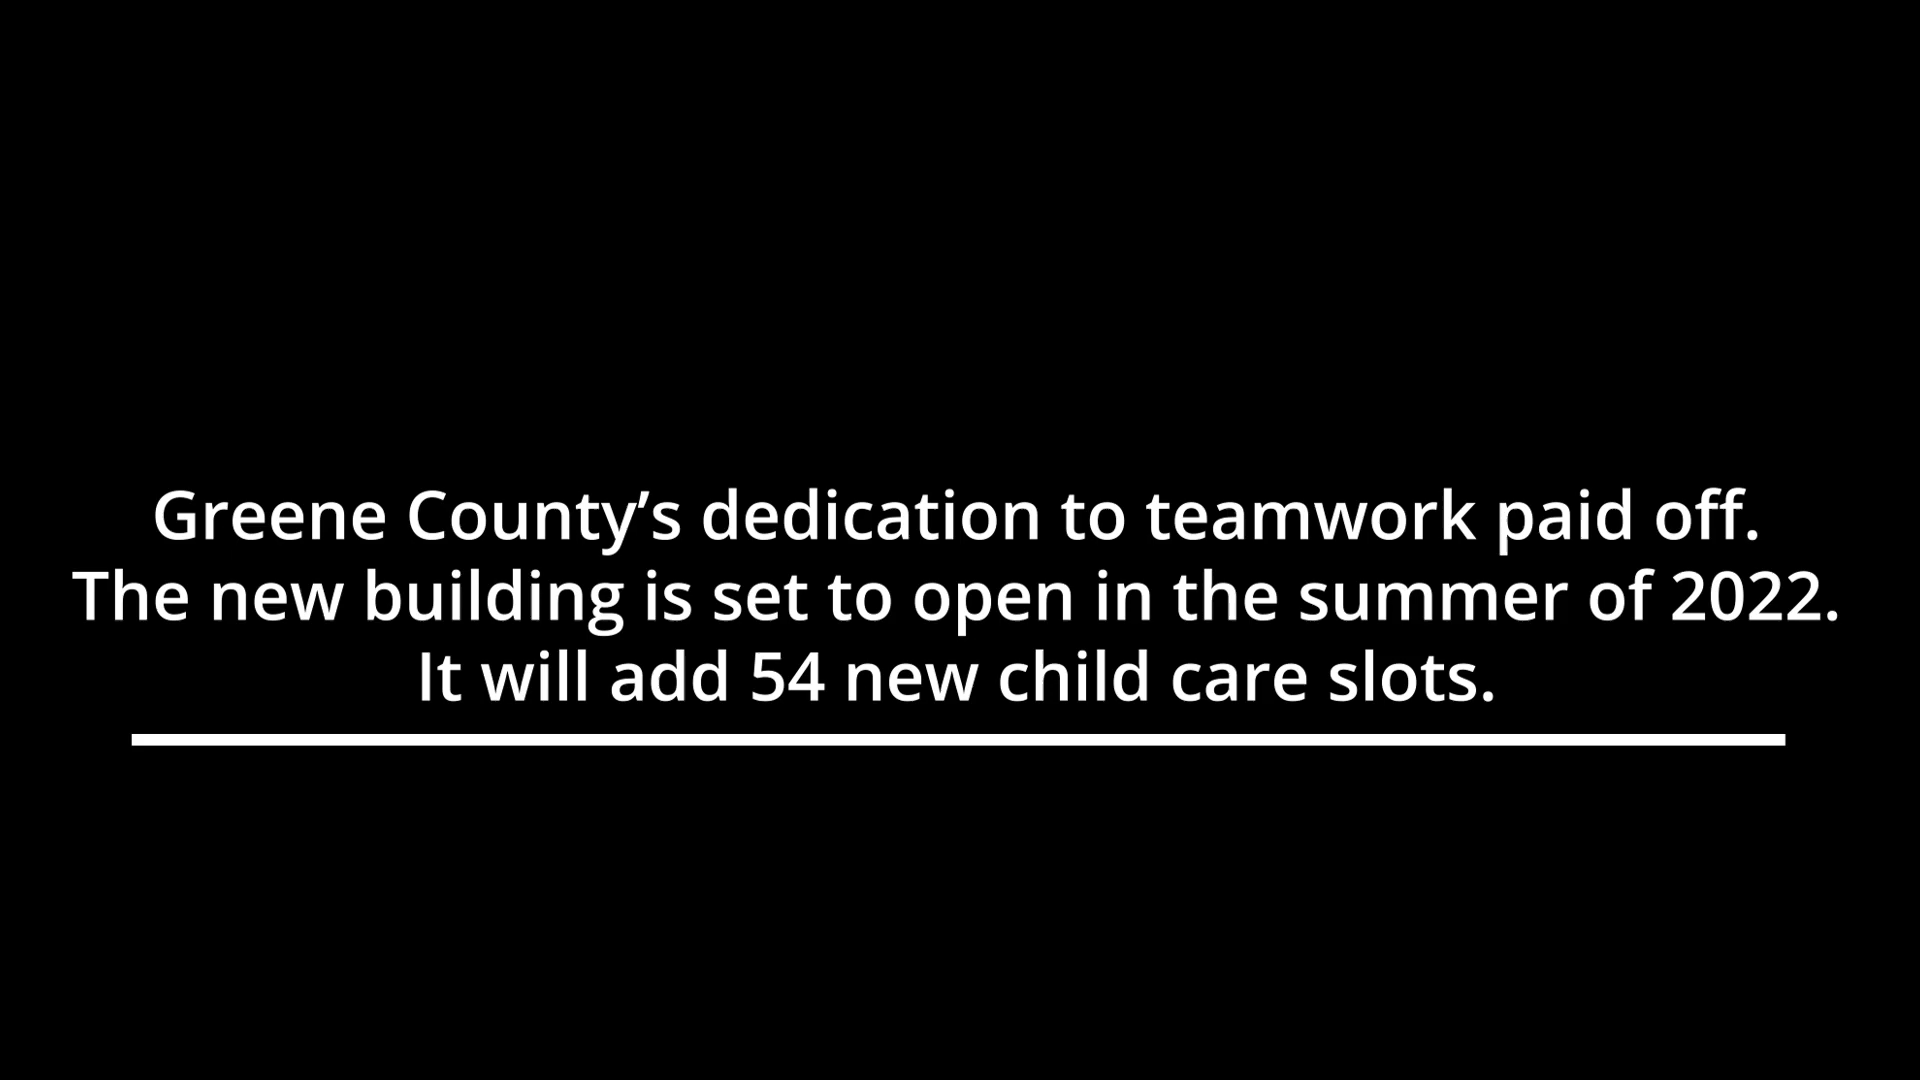 Greene County’s dedication to teamwork paid off.
The new building is set to open in the summer of 2022.
It will add 54 new child care slots.